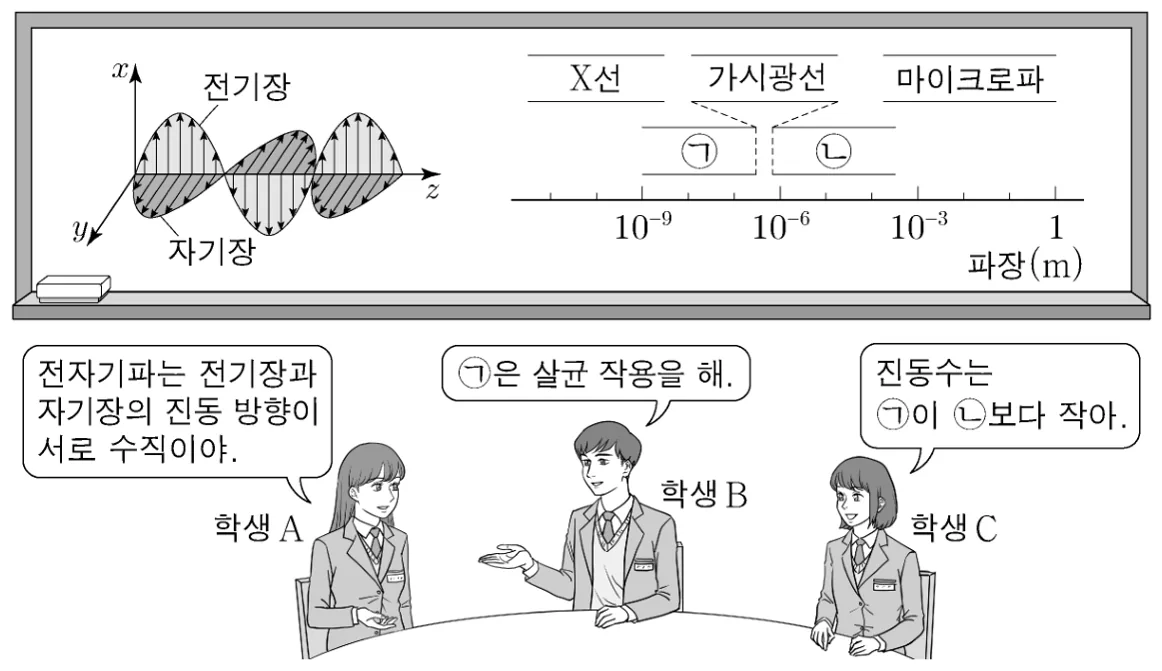 x
전기장
y
자기장
z
X선 가시광선 마이크로파
㉠ ㉡
10⁻⁹ 10⁻⁶ 10⁻³ 1
파장(m)
전자기파는 전기장과
자기장의 진동 방향이
서로 수직이야.
㉠은 살균 작용을 해.
진동수는
㉠이 ㉡보다 작아.
학생 A
학생 B
학생 C